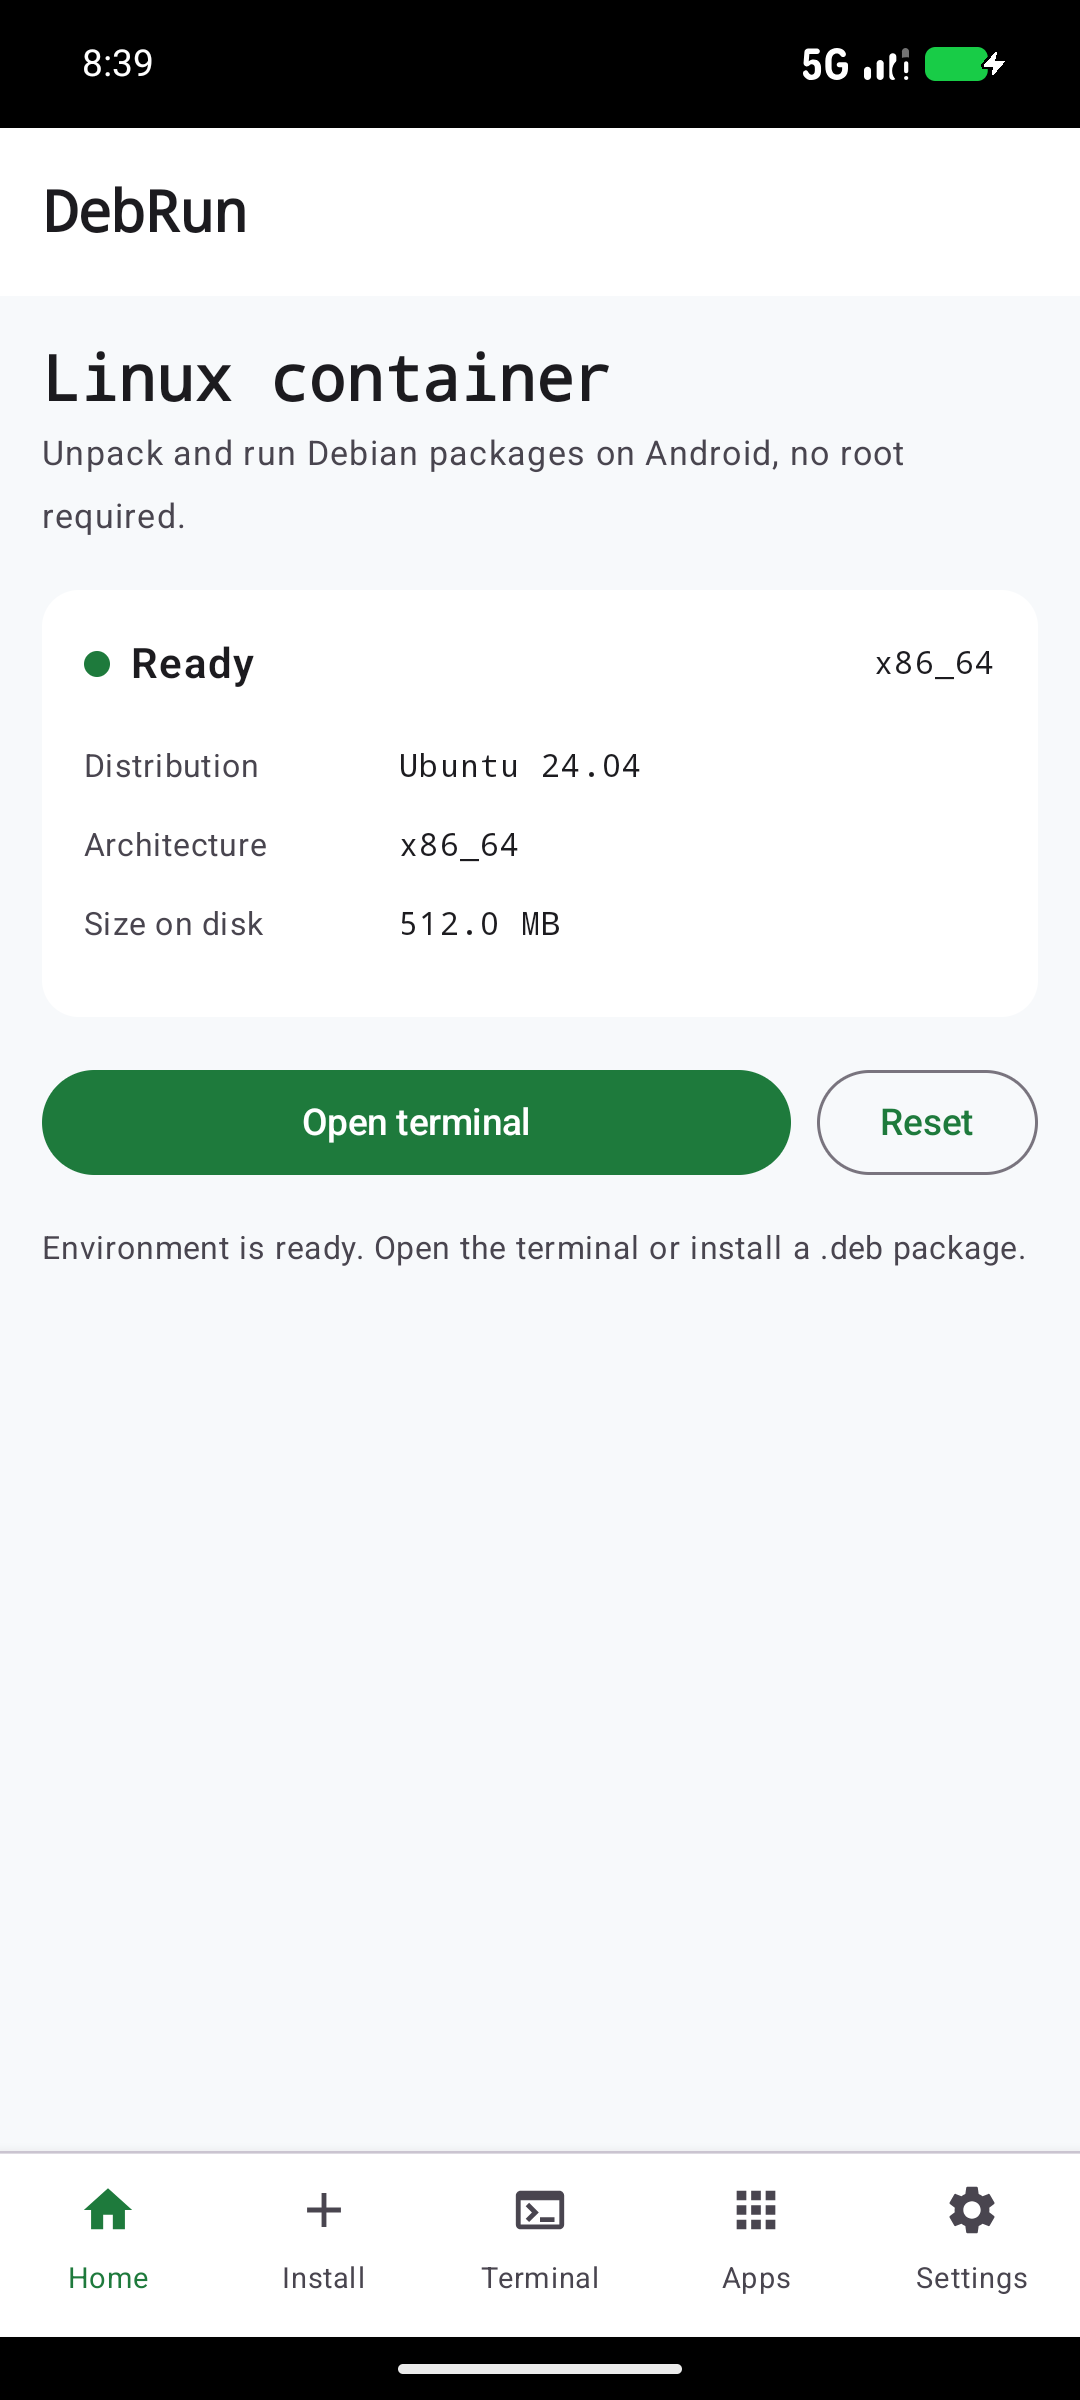 8:39
5G
DebRun
Linux container
Unpack and run Debian packages on Android, no root
required.
Ready
x86_64
Distribution Ubuntu 24.04
Architecture x86_64
Size on disk 512.0 MB
Open terminal
Reset
Environment is ready. Open the terminal or install a .deb package.
Home Install Terminal Apps Settings